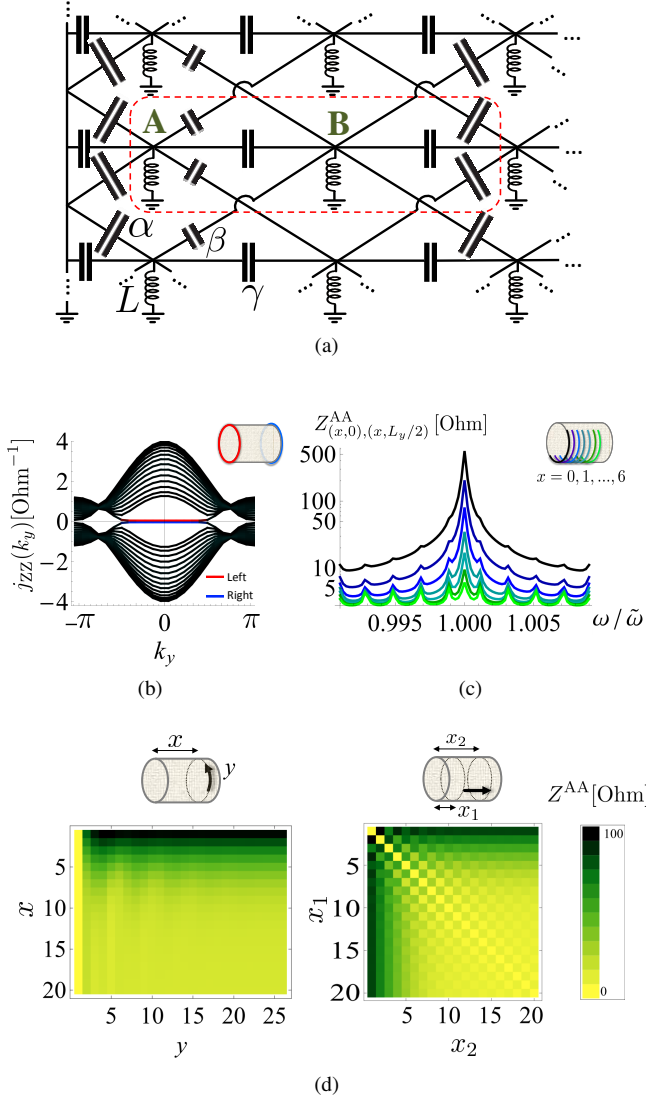 A
B
α
β
L
γ
(a)
j_ZZ(k_y)[Ohm⁻¹]
4
2
0
−2
−4
Left
Right
−π
0
π
k_y
(b)
Z^AA_(x,0),(x,L_y/2) [Ohm]
500
100
50
10
5
x = 0, 1, ..., 6
0.995
1.000
1.005
ω/ω̃
(c)
x
y
x_2
x_1
Z^AA[Ohm]
x
5
10
15
20
5
10
15
20
25
y
x_1
5
10
15
20
5
10
15
20
x_2
100
0
(d)